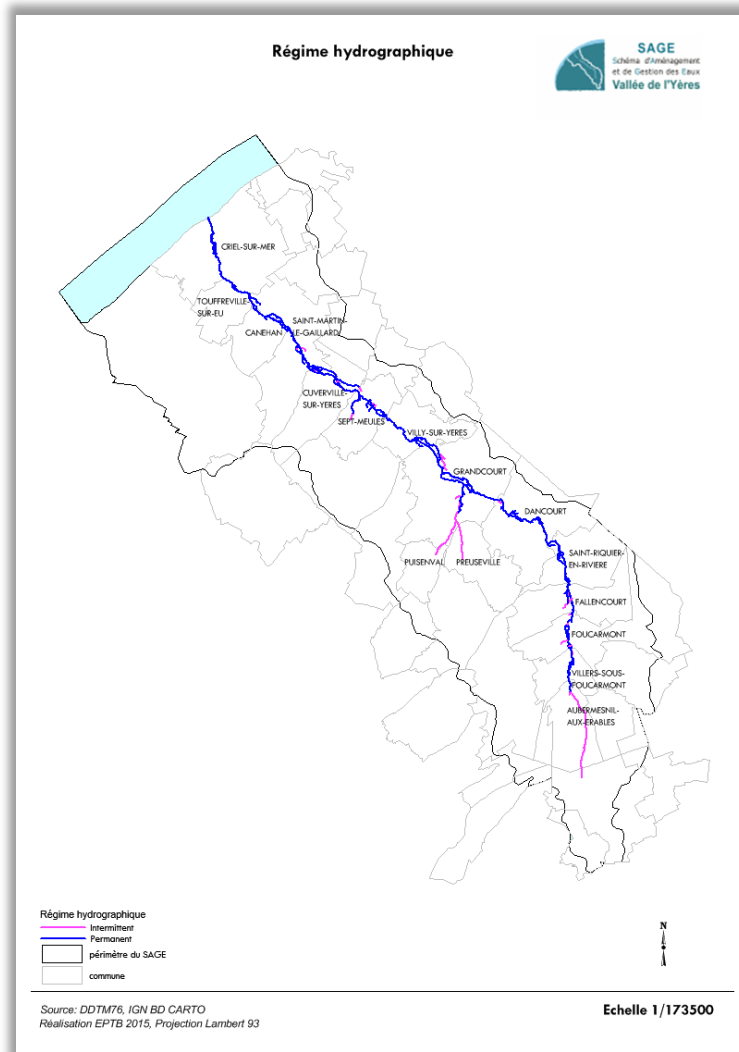 Régime hydrographique
SAGE
Schéma d'Aménagement
et de Gestion des Eaux
Vallée de l'Yères
CRIEL-SUR-MER
TOUFFREVILLE-
SUR-EU
SAINT-MARTIN-
LE-GAILLARD
CANEHAN
CUVERVILLE-
SUR-YERES
SEPT-MEULES
VILLY-SUR-YERES
GRANDCOURT
DANCOURT
SAINT-RIQUIER-
EN-RIVIERE
PUISENVAL
PREUSEVILLE
FALLENCOURT
FOUCARMONT
VILLERS-SOUS-
FOUCARMONT
AUBERMESNIL-
AUX-ERABLES
Régime hydrographique
Intermittent
Permanent
périmètre du SAGE
commune
N
Source: DDTM76, IGN BD CARTO
Réalisation EPTB 2015, Projection Lambert 93
Echelle 1/173500